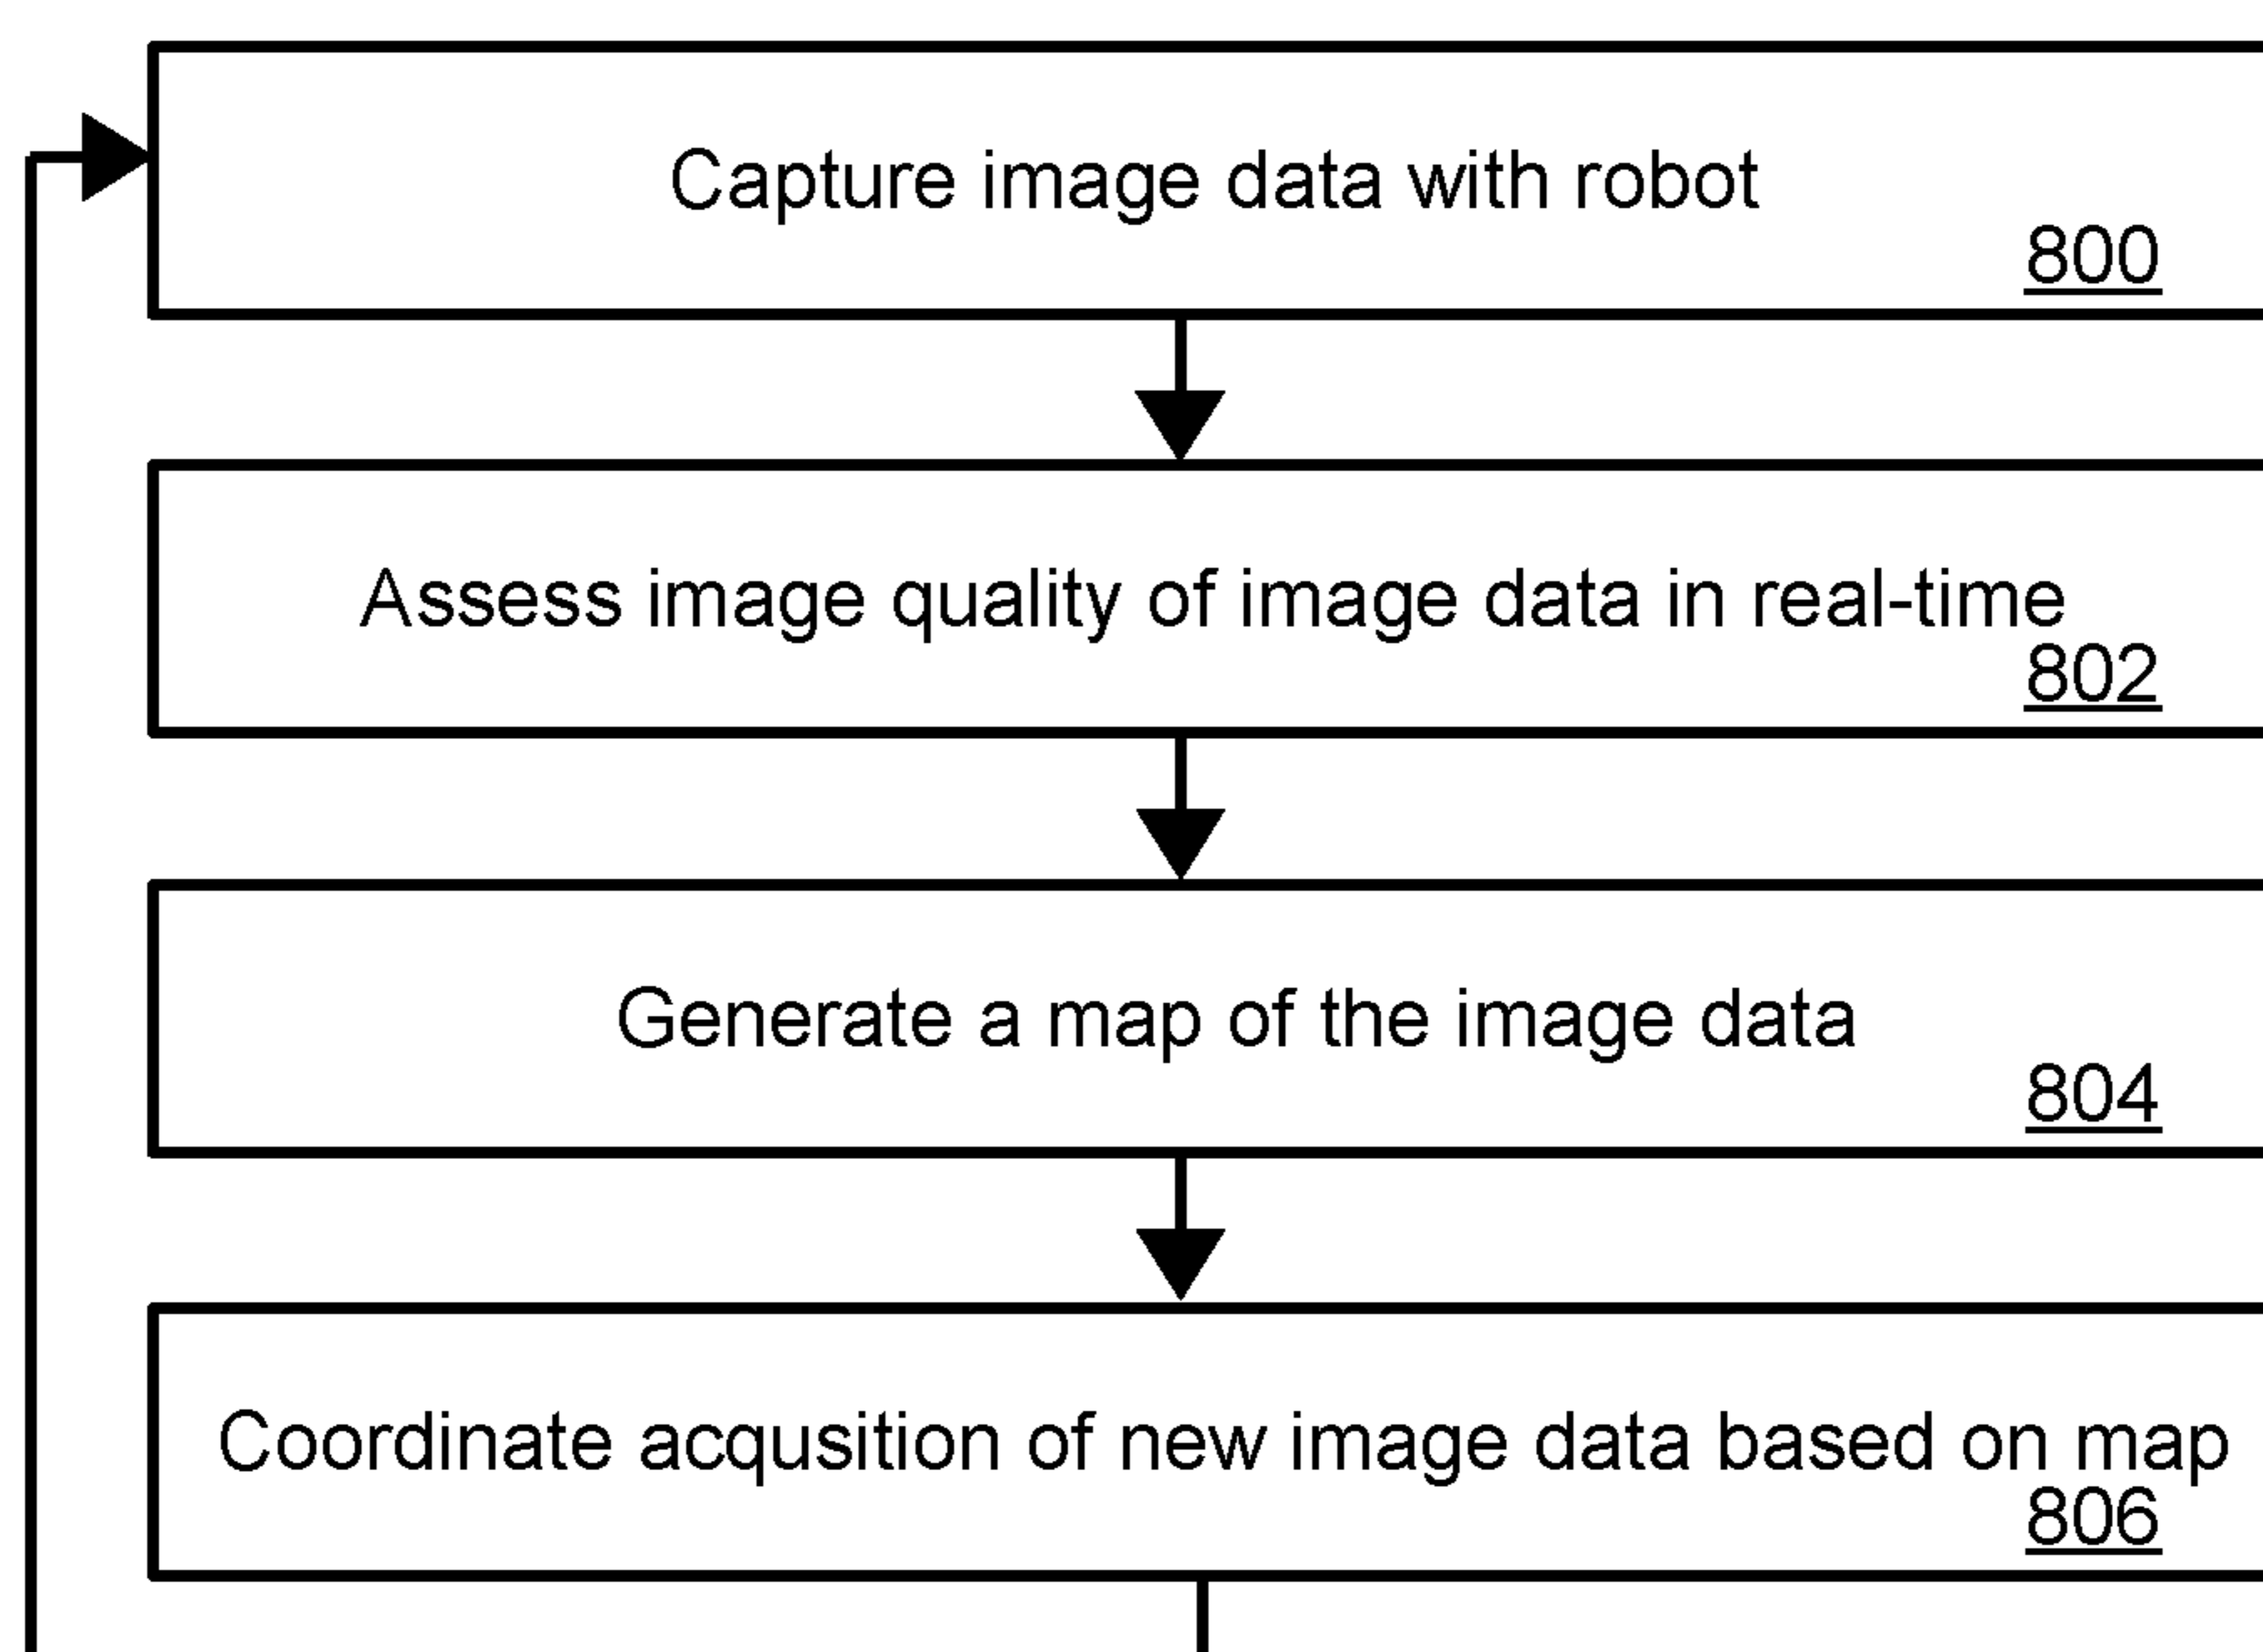 Capture image data with robot
800
Assess image quality of image data in real-time
802
Generate a map of the image data
804
Coordinate acqusition of new image data based on map
806